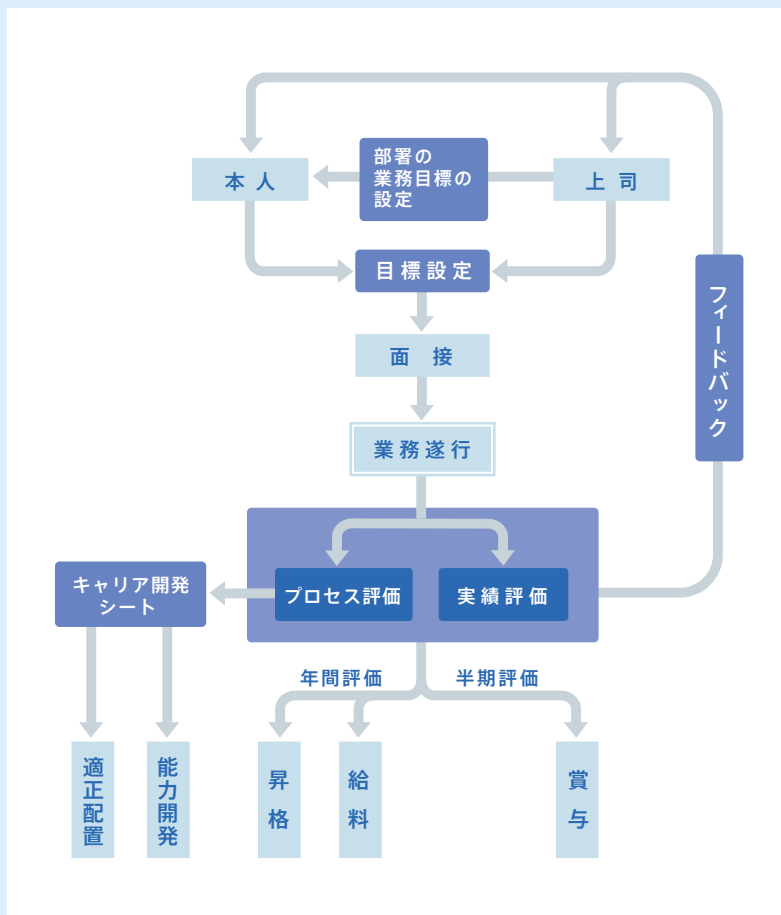 本人
部署の
業務目標の
設定
上司
目標設定
面接
フィードバック
業務遂行
キャリア開発
シート
プロセス評価
実績評価
年間評価
半期評価
適正配置
能力開発
昇格
給料
賞与